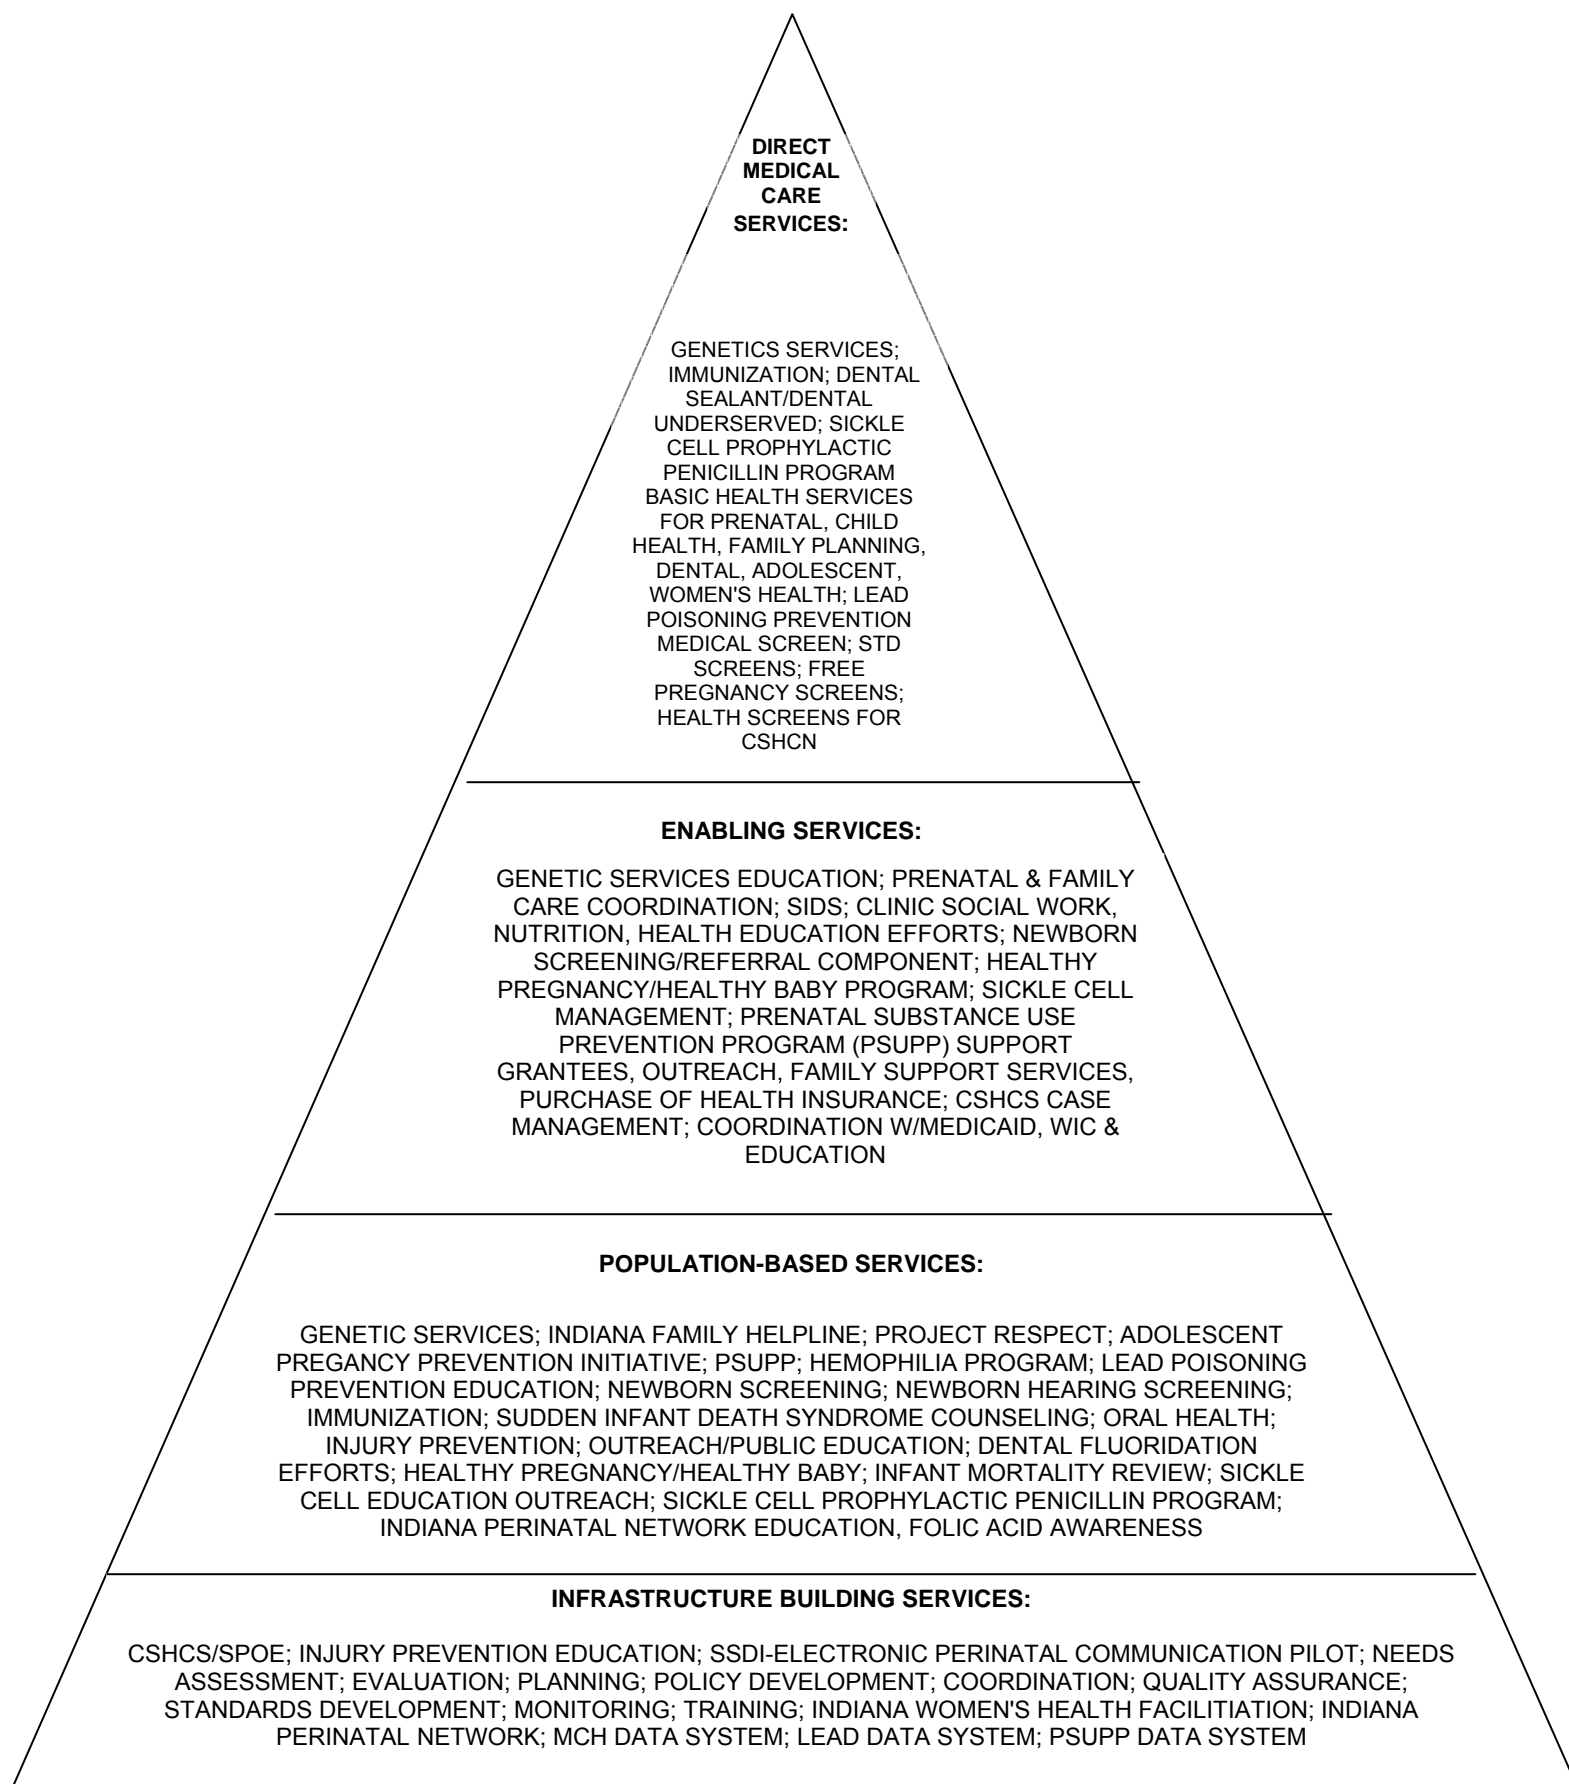 DIRECT
MEDICAL
CARE
SERVICES:
GENETICS SERVICES;
IMMUNIZATION; DENTAL
SEALANT/DENTAL
UNDERSERVED; SICKLE
CELL PROPHYLACTIC
PENICILLIN PROGRAM
BASIC HEALTH SERVICES
FOR PRENATAL, CHILD
HEALTH, FAMILY PLANNING,
DENTAL, ADOLESCENT,
WOMEN'S HEALTH; LEAD
POISONING PREVENTION
MEDICAL SCREEN; STD
SCREENS; FREE
PREGNANCY SCREENS;
HEALTH SCREENS FOR
CSHCN
ENABLING SERVICES:
GENETIC SERVICES EDUCATION; PRENATAL & FAMILY
CARE COORDINATION; SIDS; CLINIC SOCIAL WORK,
NUTRITION, HEALTH EDUCATION EFFORTS; NEWBORN
SCREENING/REFERRAL COMPONENT; HEALTHY
PREGNANCY/HEALTHY BABY PROGRAM; SICKLE CELL
MANAGEMENT; PRENATAL SUBSTANCE USE
PREVENTION PROGRAM (PSUPP) SUPPORT
GRANTEES, OUTREACH, FAMILY SUPPORT SERVICES,
PURCHASE OF HEALTH INSURANCE; CSHCS CASE
MANAGEMENT; COORDINATION W/MEDICAID, WIC &
EDUCATION
POPULATION-BASED SERVICES:
GENETIC SERVICES; INDIANA FAMILY HELPLINE; PROJECT RESPECT; ADOLESCENT
PREGANCY PREVENTION INITIATIVE; PSUPP; HEMOPHILIA PROGRAM; LEAD POISONING
PREVENTION EDUCATION; NEWBORN SCREENING; NEWBORN HEARING SCREENING;
IMMUNIZATION; SUDDEN INFANT DEATH SYNDROME COUNSELING; ORAL HEALTH;
INJURY PREVENTION; OUTREACH/PUBLIC EDUCATION; DENTAL FLUORIDATION
EFFORTS; HEALTHY PREGNANCY/HEALTHY BABY; INFANT MORTALITY REVIEW; SICKLE
CELL EDUCATION OUTREACH; SICKLE CELL PROPHYLACTIC PENICILLIN PROGRAM;
INDIANA PERINATAL NETWORK EDUCATION, FOLIC ACID AWARENESS
INFRASTRUCTURE BUILDING SERVICES:
CSHCS/SPOE; INJURY PREVENTION EDUCATION; SSDI-ELECTRONIC PERINATAL COMMUNICATION PILOT; NEEDS
ASSESSMENT; EVALUATION; PLANNING; POLICY DEVELOPMENT; COORDINATION; QUALITY ASSURANCE;
STANDARDS DEVELOPMENT; MONITORING; TRAINING; INDIANA WOMEN'S HEALTH FACILITIATION; INDIANA
PERINATAL NETWORK; MCH DATA SYSTEM; LEAD DATA SYSTEM; PSUPP DATA SYSTEM